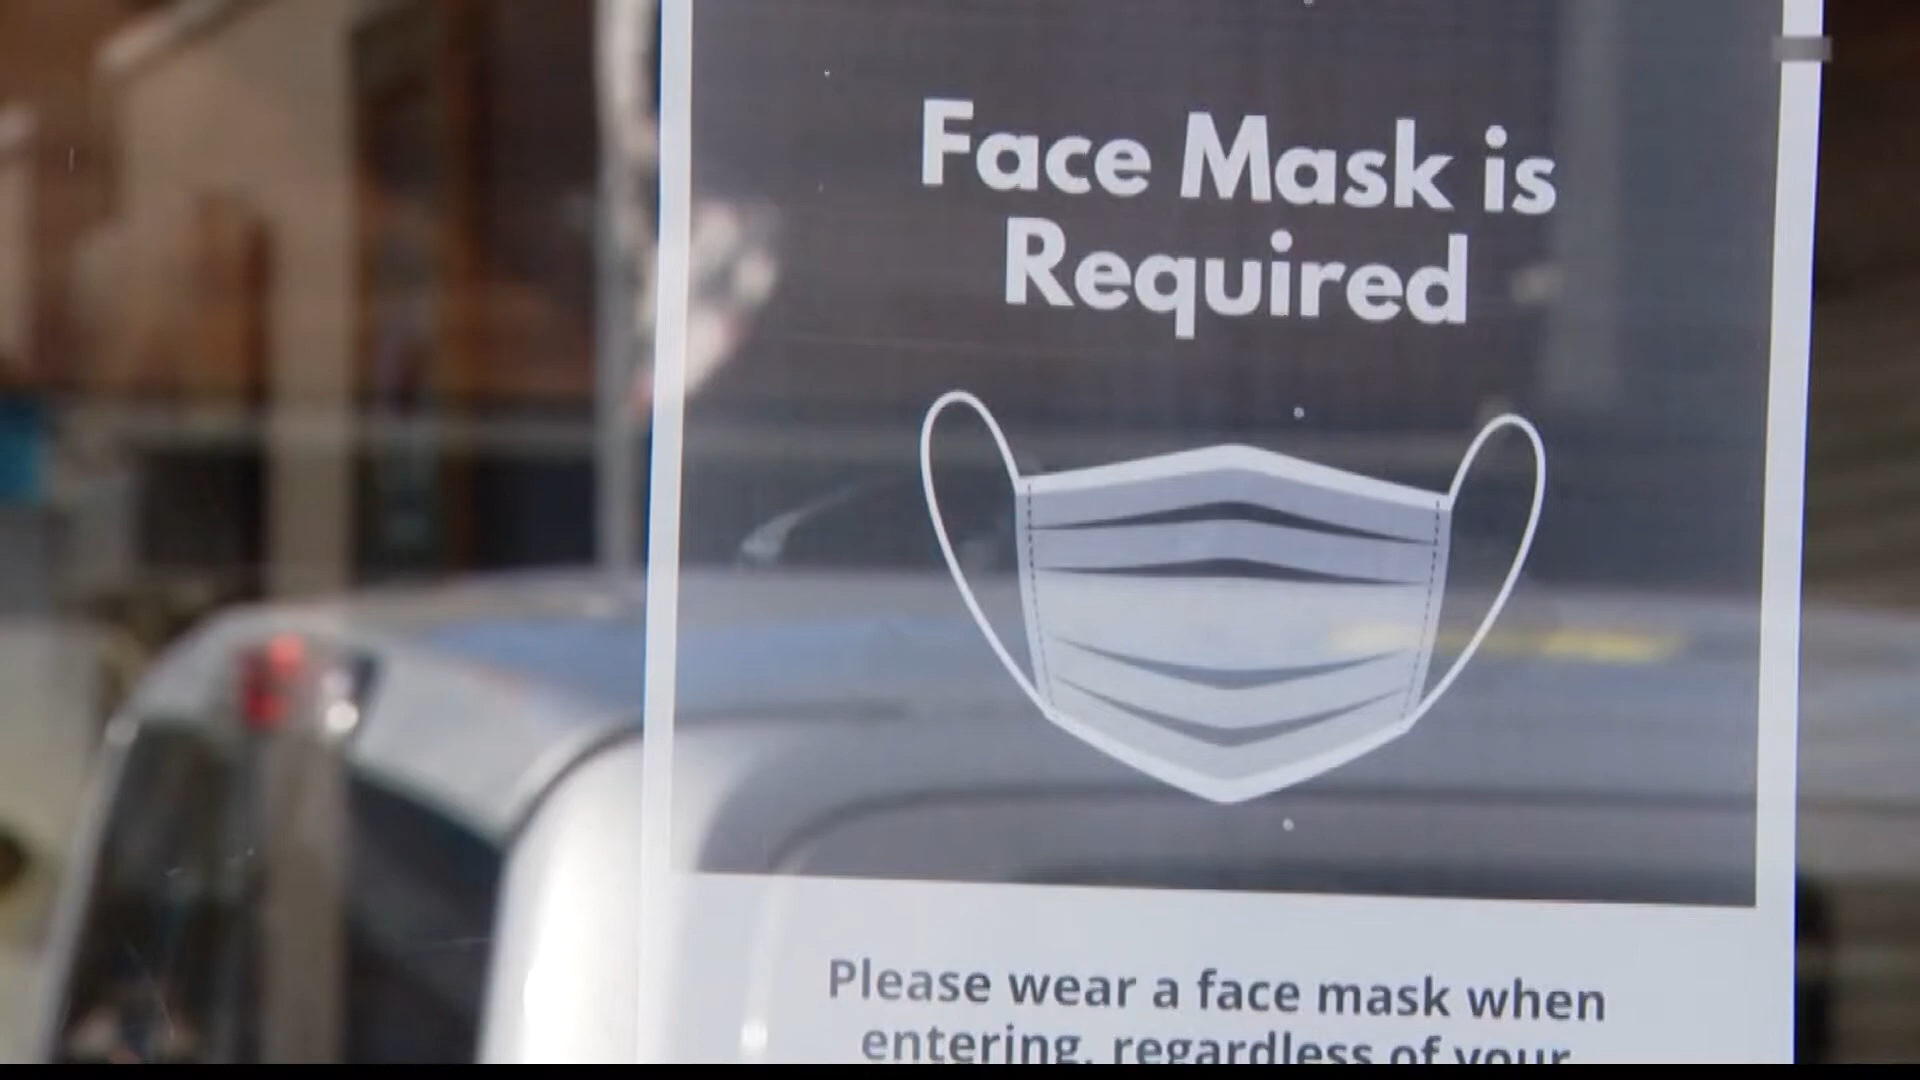 Face Mask is
Required
Please wear a face mask when
entering, regardless of your